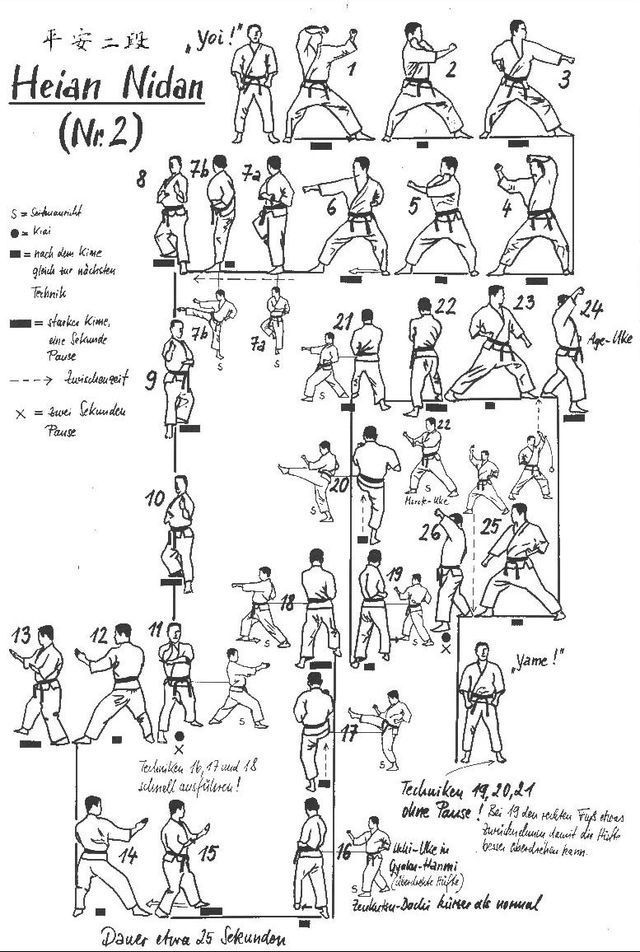 平安二段
„Yoi!"
Heian Nidan
(Nr. 2)
1
2
3
8
7b
7a
6
5
4
S = Seitenansicht
● = Kiai
= nach dem Kime
gleich zur nächsten
Technik
= starker Kime,
eine Sekunde
Pause
---> Zwischenzeit
× = zwei Sekunden
Pause
7b
S
7a
S
21
22
23
24
Age-Uke
S
9
20
S
22
S
Morote-Uke
10
26
25
18
S
19
S
13
12
11
S
×
×
„Yame!"
Techniken 16, 17 und 18
schnell ausführen!
17
S
Techniken 19, 20, 21
ohne Pause! Bei 19 den rechten Fuß etwas
zurücknehmen damit die Hüfte
besser überdrehen kann.
14
15
16
S
Uchi-Uke in
Gyaku-Hanmi
(überdrehte Hüfte)
Zenkutsu-Dachi kürzer als normal
Dauer etwa 25 Sekunden